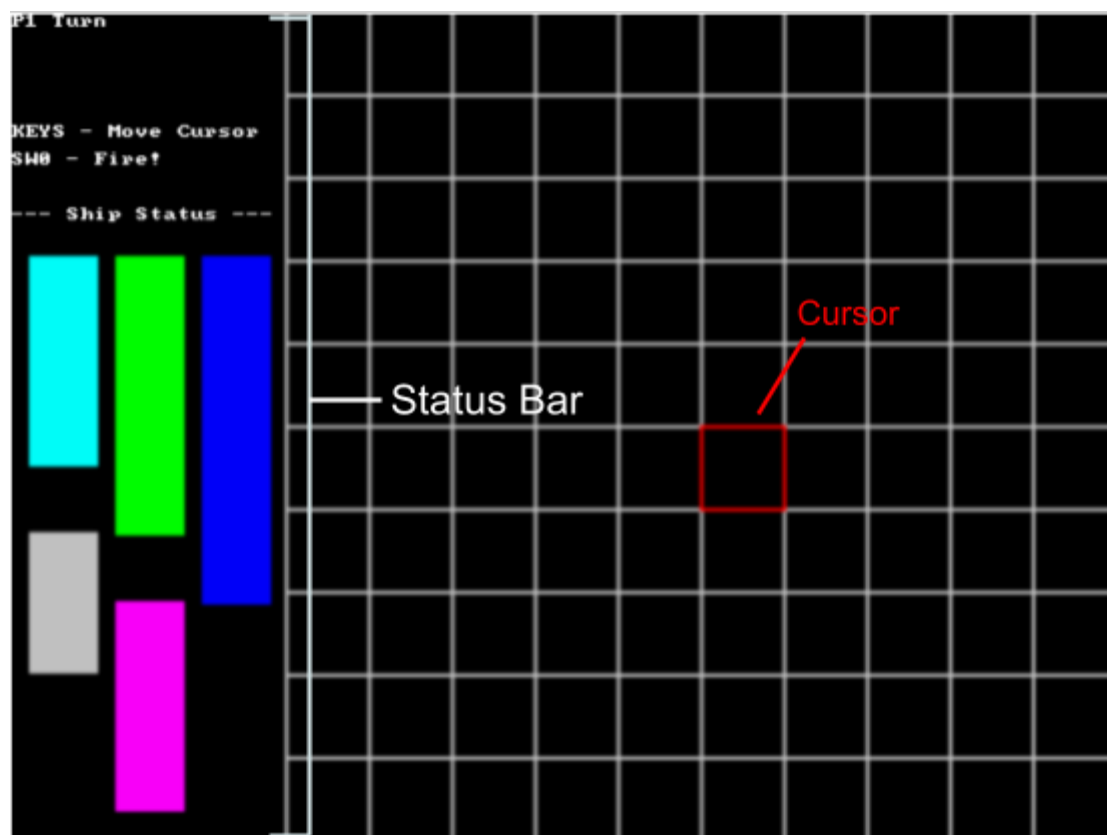 P1 Turn
KEYS - Move Cursor
SW0 - Fire!
--- Ship Status ---
Cursor
Status Bar